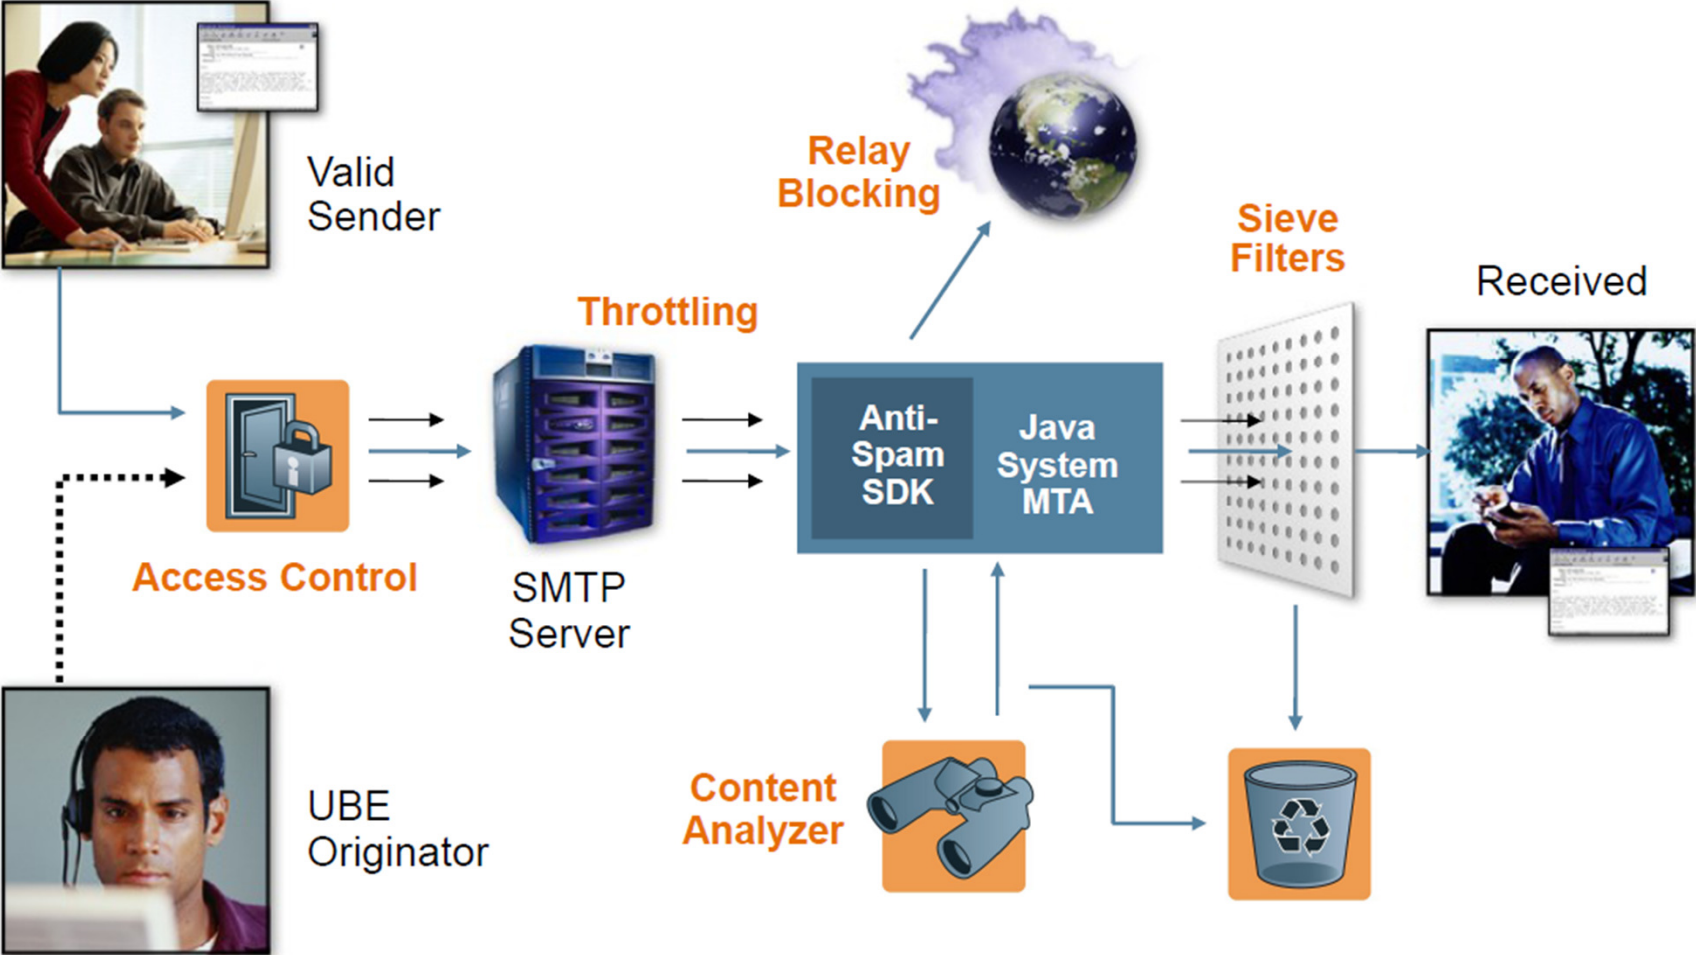 Valid
Sender
Relay
Blocking
Sieve
Filters
Received
Throttling
Anti-
Spam
SDK
Java
System
MTA
Access Control
SMTP
Server
Content
Analyzer
UBE
Originator